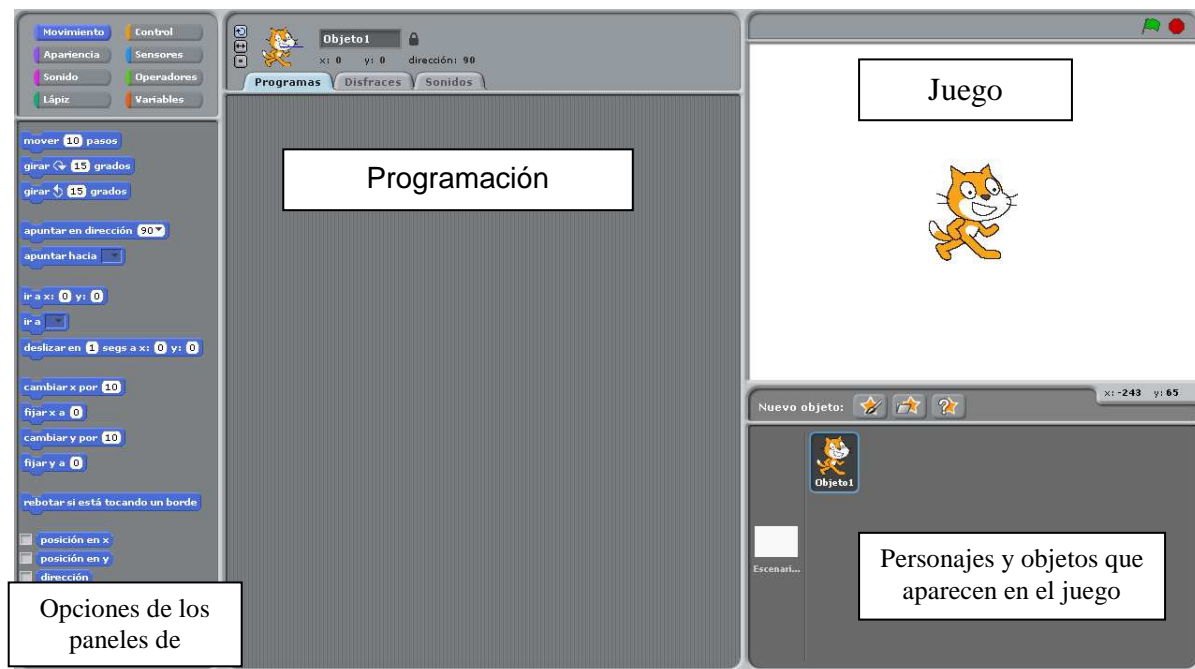 Movimiento Control
Apariencia Sensores
Sonido Operadores
Lápiz Variables
mover 10 pasos
girar 15 grados
girar 15 grados
apuntar en dirección 90
apuntar hacia
ir a x: 0 y: 0
ir a
deslizar en 1 segs a x: 0 y: 0
cambiar x por 10
fijar x a 0
cambiar y por 10
fijar y a 0
rebotar si está tocando un borde
posición en x
posición en y
dirección
Opciones de los
paneles de
Objeto1
x: 0 y: 0 dirección: 90
Programas Disfraces Sonidos
Programación
Juego
x: -243 y: 65
Nuevo objeto:
Objeto1
Escenari...
Personajes y objetos que
aparecen en el juego